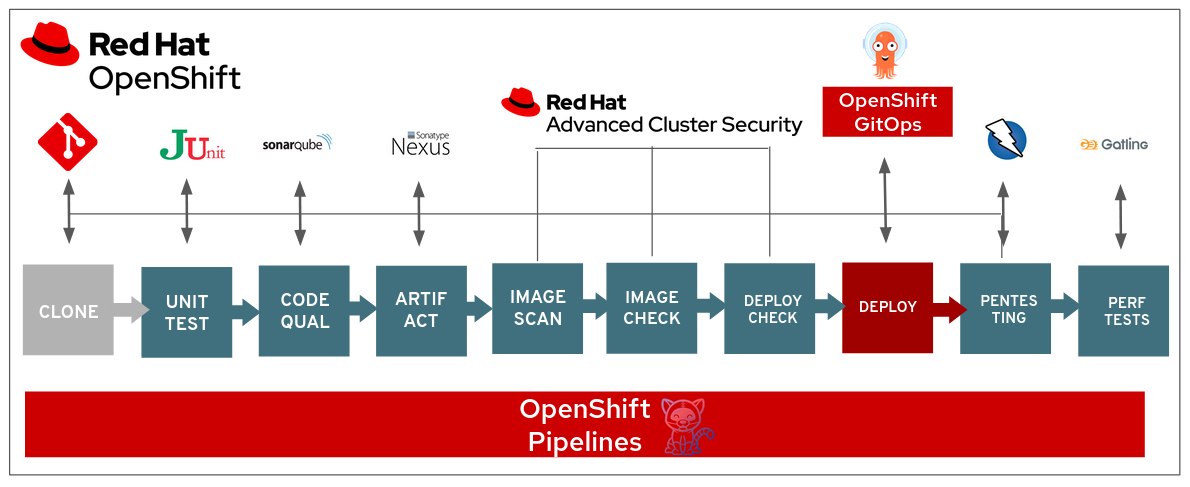 Red Hat
OpenShift
OpenShift
GitOps
Red Hat
Advanced Cluster Security
JUnit
sonarqube
Sonatype
Nexus
Gatling
CLONE
UNIT
TEST
CODE
QUAL
ARTIF
ACT
IMAGE
SCAN
IMAGE
CHECK
DEPLOY
CHECK
DEPLOY
PENTES
TING
PERF
TESTS
OpenShift
Pipelines